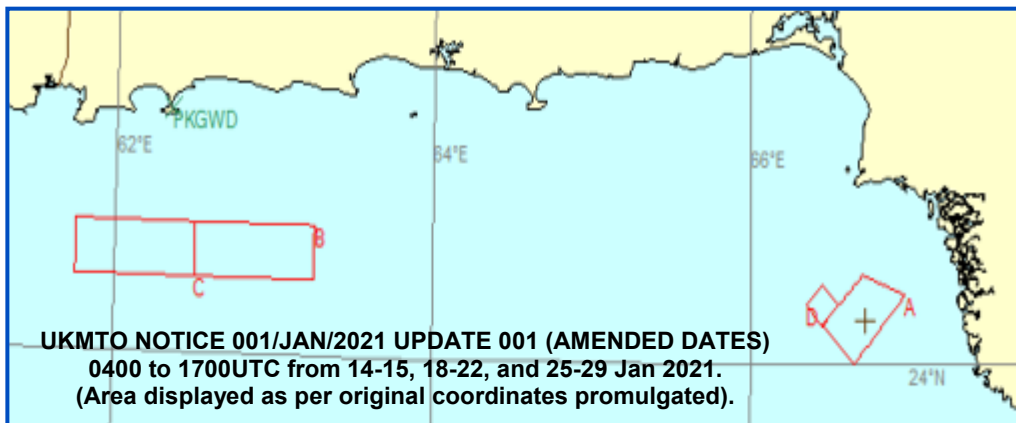 PKGWD
62°E
64°E
66°E
B
C
D
A
UKMTO NOTICE 001/JAN/2021 UPDATE 001 (AMENDED DATES)
0400 to 1700UTC from 14-15, 18-22, and 25-29 Jan 2021.
24°N
(Area displayed as per original coordinates promulgated).